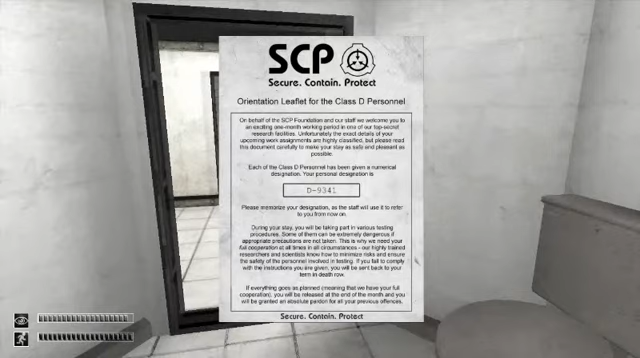 SCP
Secure. Contain. Protect
Orientation Leaflet for the Class D Personnel
On behalf of the SCP Foundation and our staff we welcome you to
an exciting one-month working period in one of our top-secret
research facilities. Unfortunately the exact details of your
upcoming work assignments are highly classified, but please read
this document carefully to make your stay as safe and pleasant as
possible.
Each of the Class D Personnel has been given a numerical
designation. Your personal designation is
D-9341
Please memorize your designation, as the staff will use it to refer
to you from now on.
During your stay, you will be taking part in various testing
procedures. Some of them can be extremely dangerous if
appropriate precautions are not taken. This is why we need your
full cooperation at all times in all circumstances - our highly trained
researchers and scientists know how to minimize risks and ensure
the safety of the personnel involved in testing. If you fail to comply
with the instructions you are given, you will be sent back to your
term in death row.
If everything goes as planned (meaning that we have your full
cooperation), you will be released at the end of the month and you
will be granted an absolute pardon for all your previous offences.
Secure. Contain. Protect